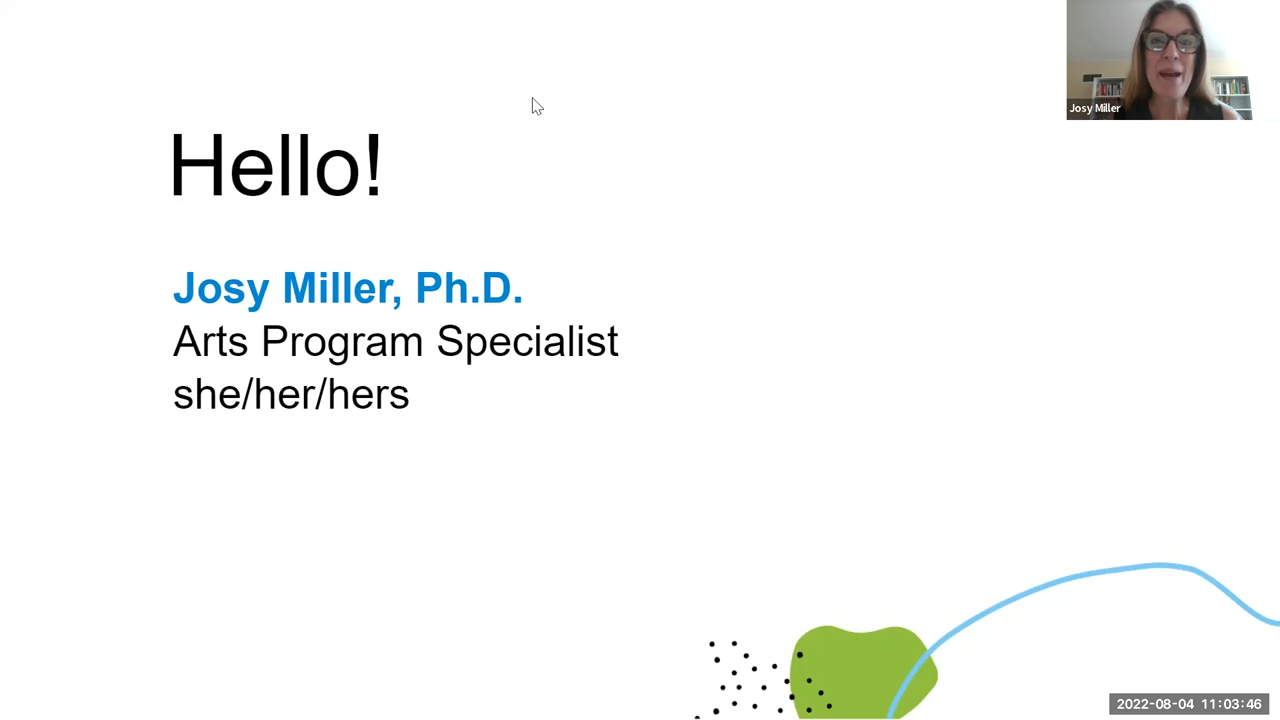 Josy Miller
Hello!
Josy Miller, Ph.D.
Arts Program Specialist
she/her/hers
2022-08-04 11:03:46